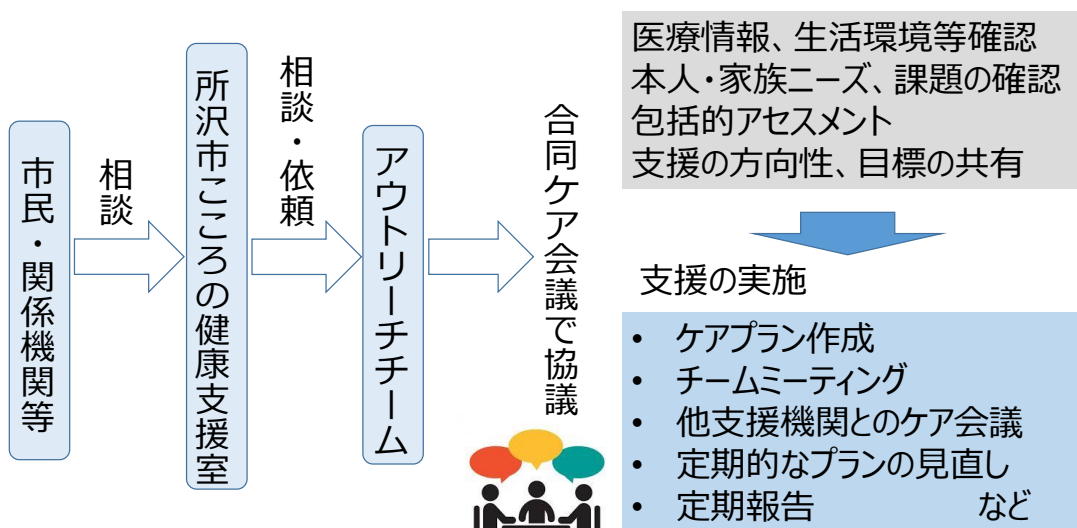 市民・関係機関等
相談
所沢市こころの健康支援室
相談・依頼
アウトリーチチーム
合同ケア会議で協議
医療情報、生活環境等確認
本人・家族ニーズ、課題の確認
包括的アセスメント
支援の方向性、目標の共有
支援の実施
• ケアプラン作成
• チームミーティング
• 他支援機関とのケア会議
• 定期的なプランの見直し
• 定期報告 など